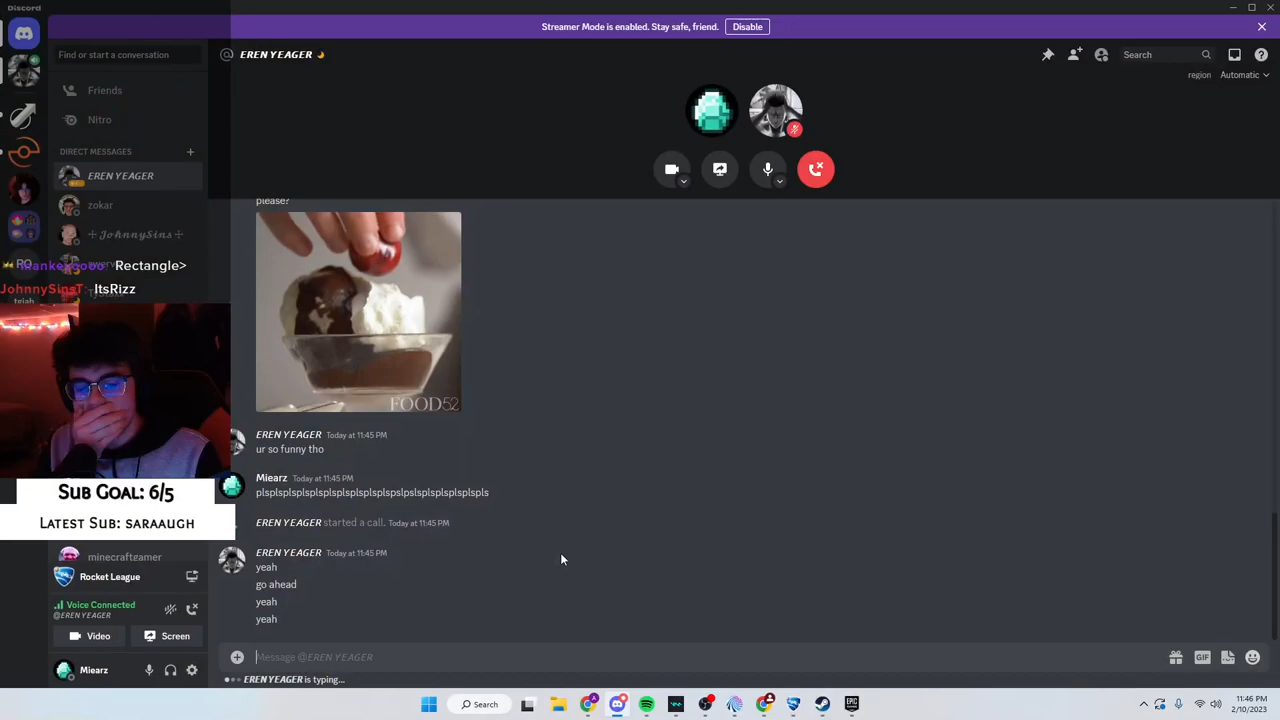 Discord
Streamer Mode is enabled. Stay safe, friend. Disable
Find or start a conversation
EREN YEAGER
Search
region Automatic
Friends
Nitro
DIRECT MESSAGES
EREN YEAGER
zokar
JohnnySins
please?
Rectangle>
JohnnySinsT: ItsRizz
FOOD52
EREN YEAGER Today at 11:45 PM
ur so funny tho
Miearz Today at 11:45 PM
EREN YEAGER started a call. Today at 11:45 PM
EREN YEAGER Today at 11:45 PM
yeah
go ahead
yeah
yeah
SUB GOAL: 6/5
LATEST SUB: SARAAUGH
minecraftgamer
Rocket League
Voice Connected
@EREN YEAGER
Video Screen
Miearz
Message @EREN YEAGER
GIF
EREN YEAGER is typing...
Search
11:46 PM
2/10/2023